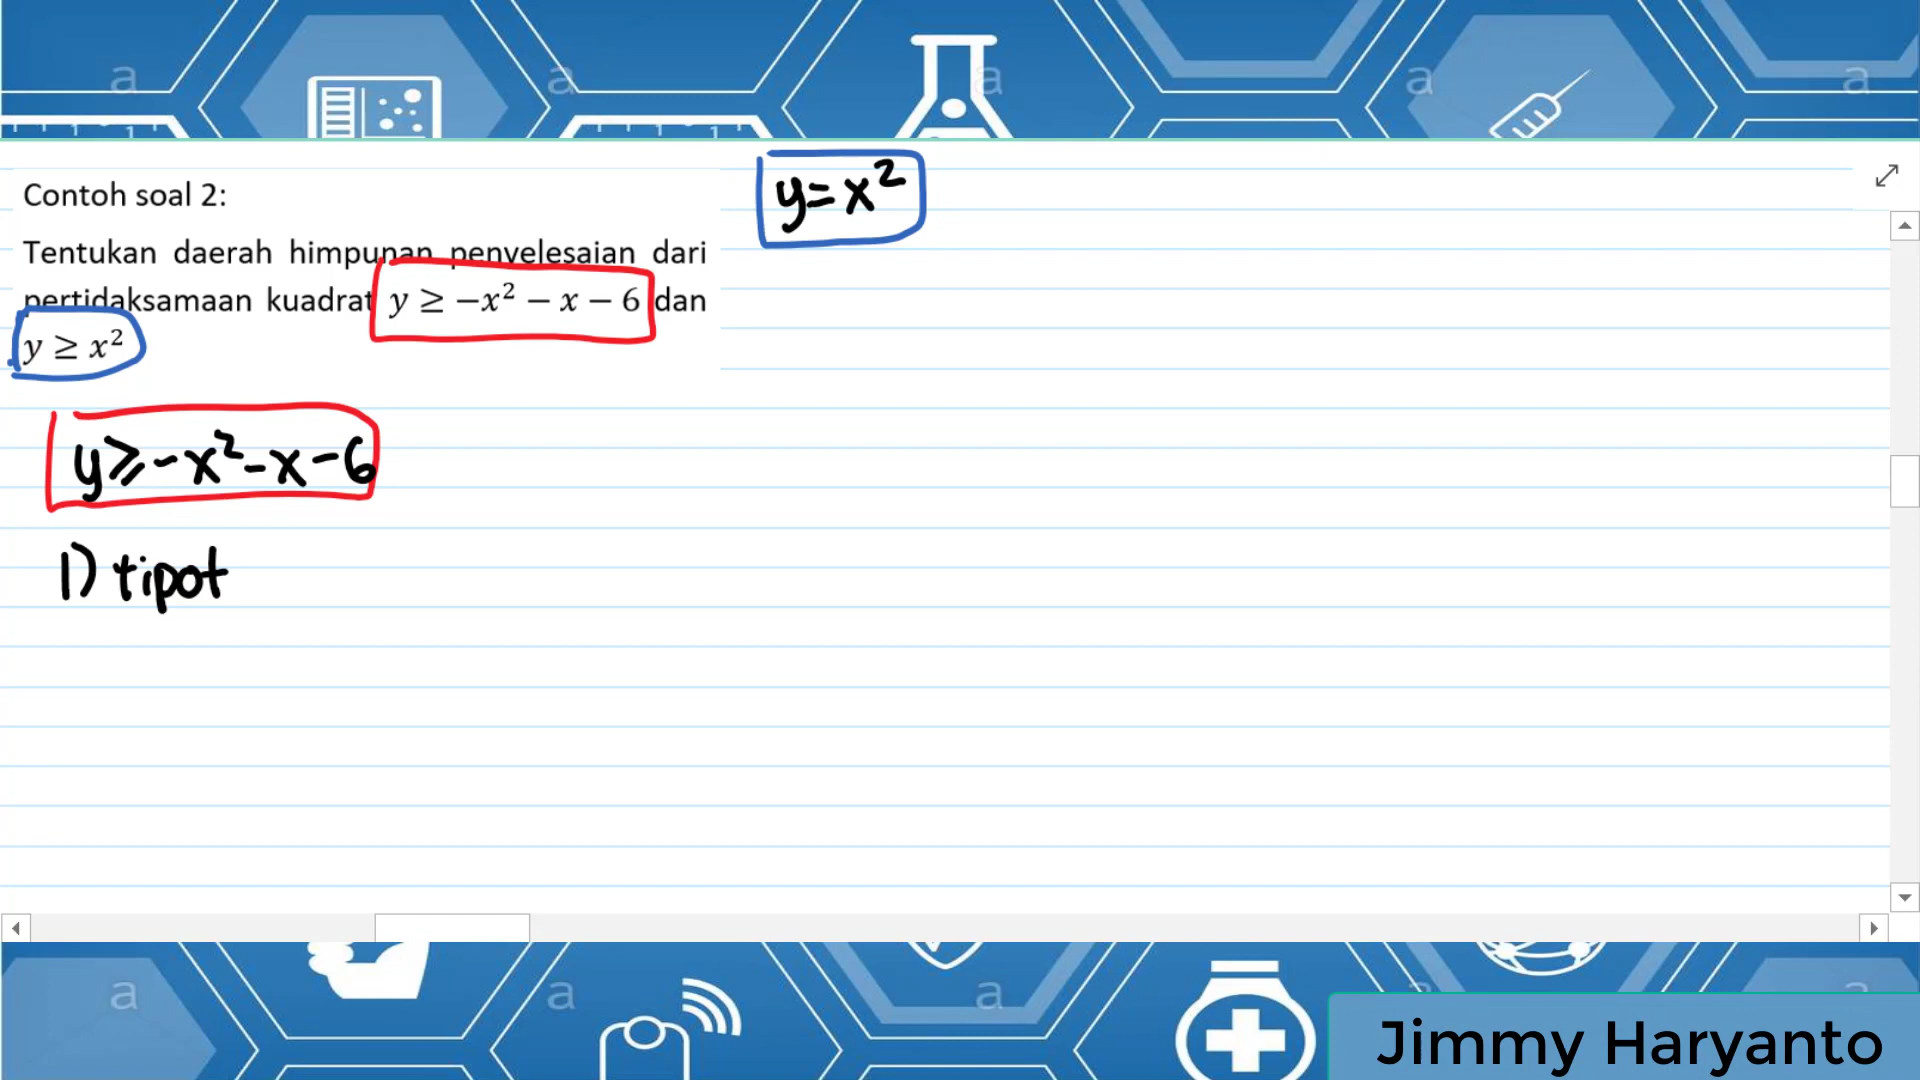 Contoh soal 2:
Tentukan daerah himpunan penyelesaian dari
pertidaksamaan kuadrat y ≥ −x² − x − 6 dan
y ≥ x²
y ≥ -x² - x - 6
1) tipot
y = x²
a a a a a
a a a a a
Jimmy Haryanto